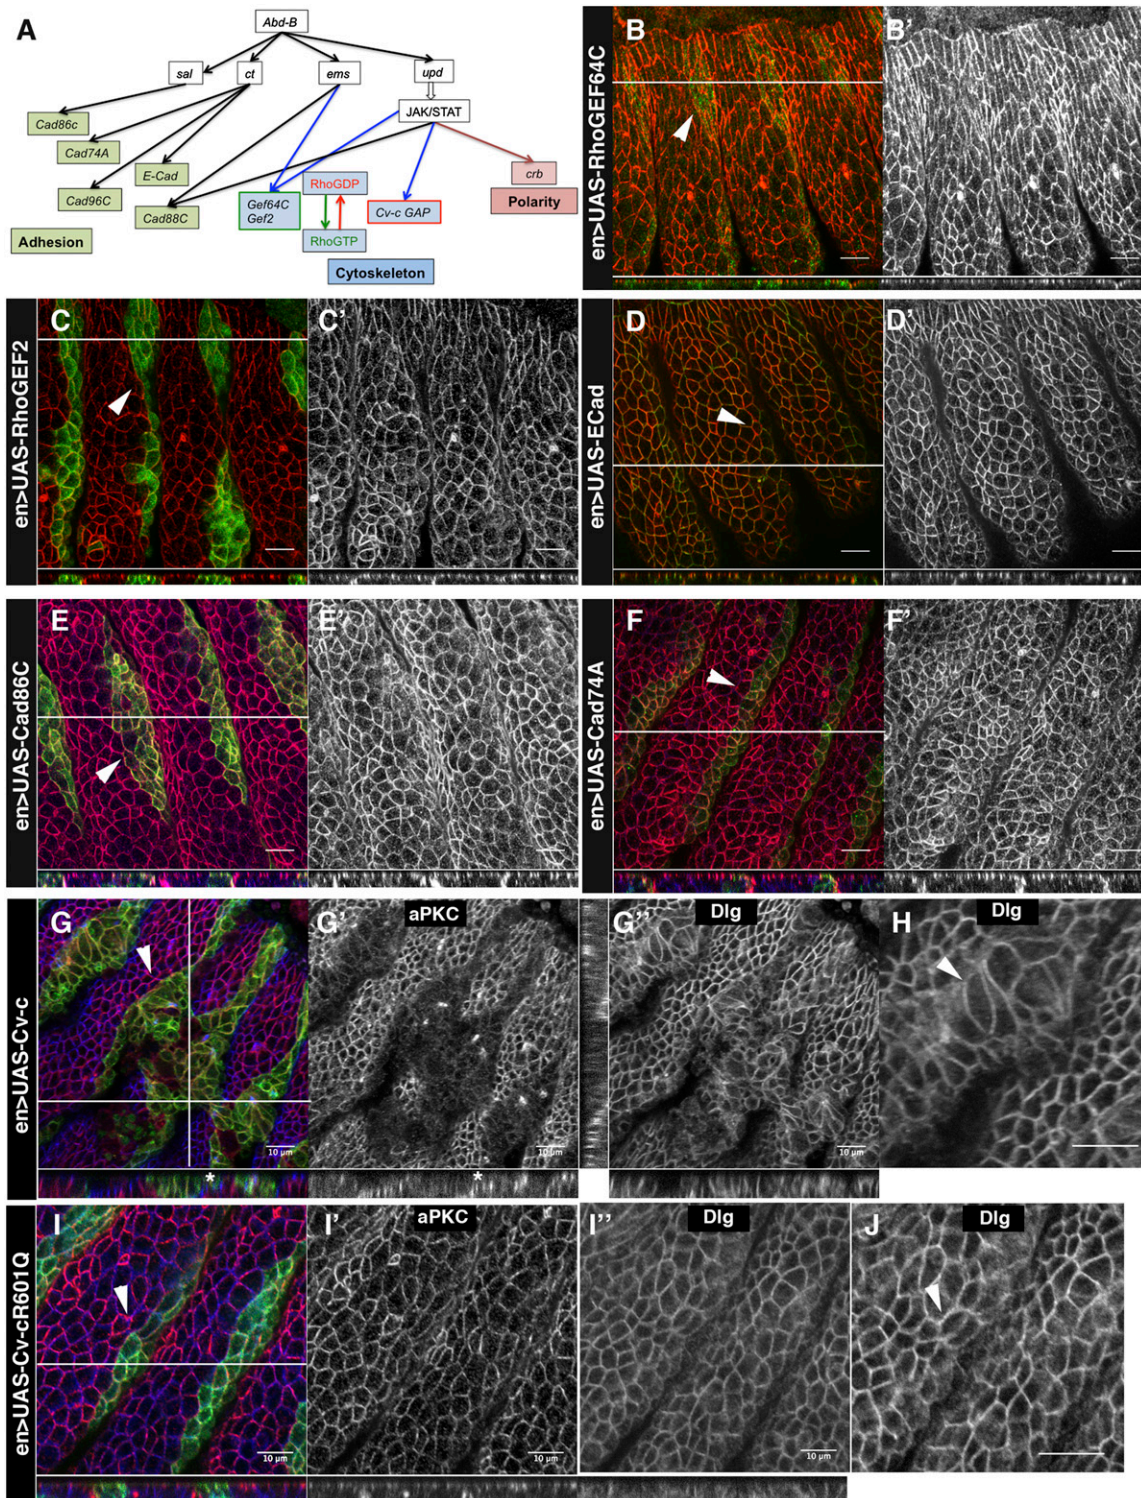 A
Abd-B
sal
ct
ems
upd
JAK/STAT
Cad86c
Cad74A
E-Cad
Cad96C
Cad88C
Gef64C
Gef2
RhoGDP
RhoGTP
Cv-c GAP
crb
Polarity
Adhesion
Cytoskeleton
en>UAS-RhoGEF64C
B
B'
en>UAS-RhoGEF2
C
C'
en>UAS-ECad
D
D'
en>UAS-Cad86C
E
E'
en>UAS-Cad74A
F
F'
en>UAS-Cv-c
G
10 µm
*
G'
aPKC
10 µm
*
G''
Dlg
10 µm
H
Dlg
en>UAS-Cv-cR601Q
I
10 µm
I'
aPKC
10 µm
I''
Dlg
10 µm
J
Dlg